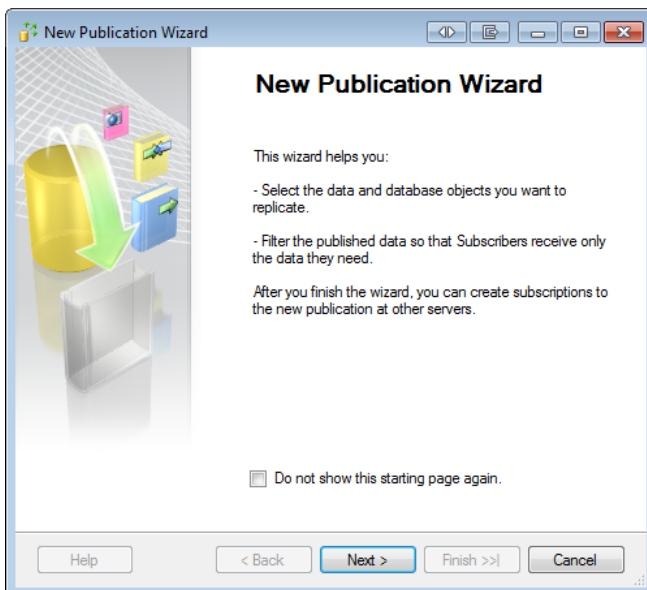 New Publication Wizard
New Publication Wizard
This wizard helps you:
- Select the data and database objects you want to
replicate.
- Filter the published data so that Subscribers receive only
the data they need.
After you finish the wizard, you can create subscriptions to
the new publication at other servers.
Do not show this starting page again.
Help
< Back
Next >
Finish >>|
Cancel